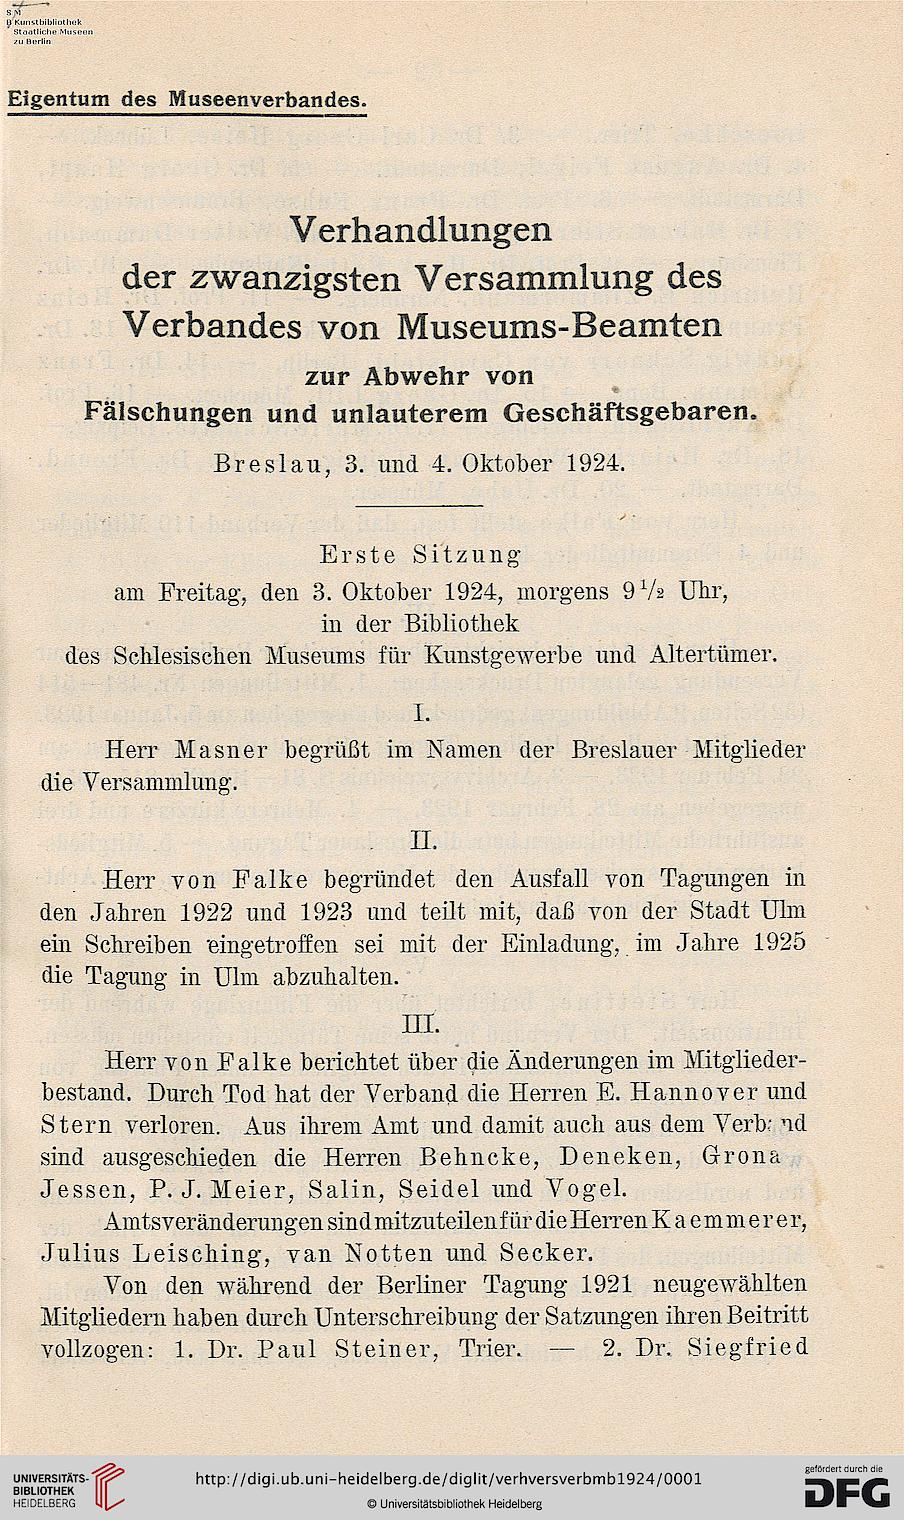 S M
B Kunstbibliothek
Staatliche Museen
zu Berlin
Eigentum des Museenverbandes.
Verhandlungen
der zwanzigsten Versammlung des
Verbandes von Museums-Beamten
zur Abwehr von
Fälschungen und unlauterem Geschäftsgebaren.
Breslau, 3. und 4. Oktober 1924.
Erste Sitzung
am Freitag, den 3. Oktober 1924, morgens 9 1/2 Uhr,
in der Bibliothek
des Schlesischen Museums für Kunstgewerbe und Altertümer.
I.
Herr Masner begrüßt im Namen der Breslauer Mitglieder
die Versammlung.
II.
Herr von Falke begründet den Ausfall von Tagungen in
den Jahren 1922 und 1923 und teilt mit, daß von der Stadt Ulm
ein Schreiben eingetroffen sei mit der Einladung, im Jahre 1925
die Tagung in Ulm abzuhalten.
III.
Herr von Falke berichtet über die Änderungen im Mitglieder-
bestand. Durch Tod hat der Verband die Herren E. Hannover und
Stern verloren. Aus ihrem Amt und damit auch aus dem Verband
sind ausgeschieden die Herren Behncke, Deneken, Grona
Jessen, P. J. Meier, Salin, Seidel und Vogel.
Amtsveränderungen sind mitzuteilen für die Herren Kaemmerer,
Julius Leisching, van Notten und Secker.
Von den während der Berliner Tagung 1921 neugewählten
Mitgliedern haben durch Unterschreibung der Satzungen ihren Beitritt
vollzogen: 1. Dr. Paul Steiner, Trier. — 2. Dr. Siegfried
UNIVERSITÄTS-
BIBLIOTHEK
HEIDELBERG
http://digi.ub.uni-heidelberg.de/diglit/verhversverbmb1924/0001
© Universitätsbibliothek Heidelberg
gefördert durch die
DFG